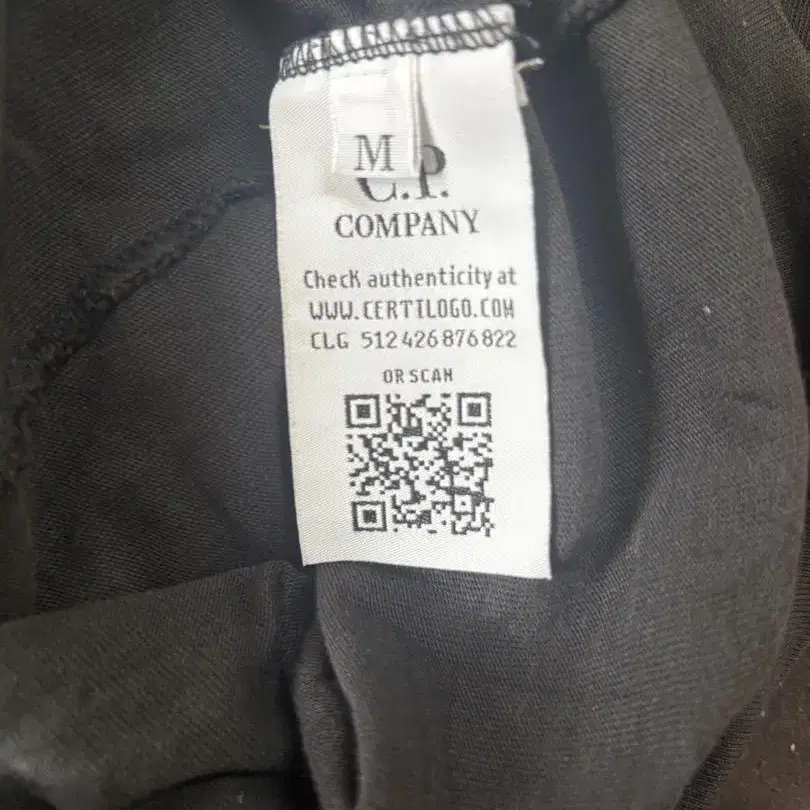 M
C.P.
COMPANY
Check authenticity at
WWW.CERTILOGO.COM
CLG 512426876822
OR SCAN